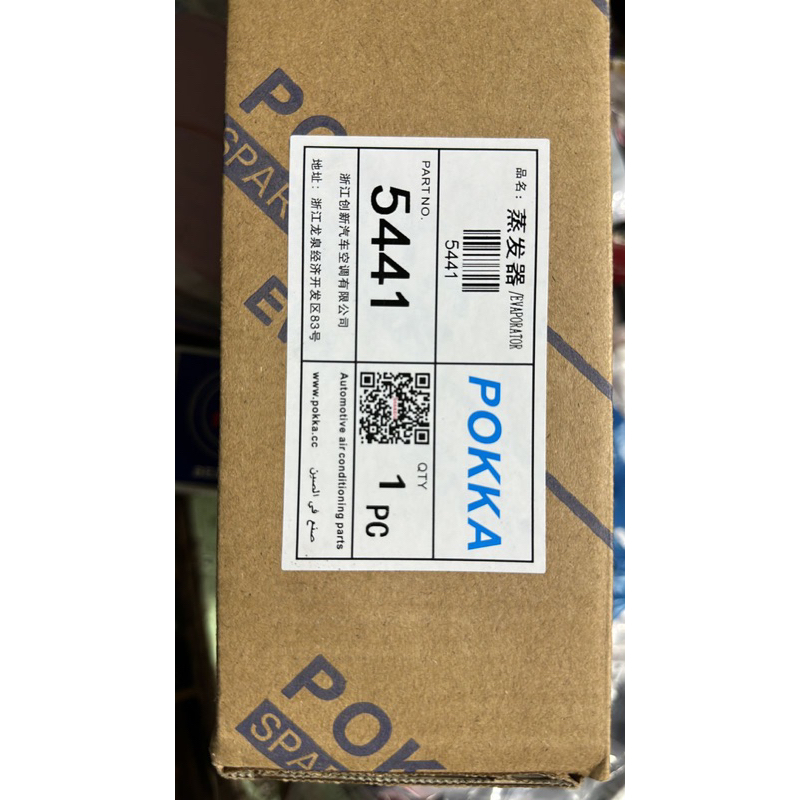 品名：蒸发器/EVAPORATOR
5441
POKKA
PART NO.
5441
QTY
1 PC
浙江创新汽车空调有限公司
地址：浙江龙泉经济开发区83号
Automotive air conditioning parts
www.pokka.cc
صنع في الصين
PO
SPAR
POK
SPA